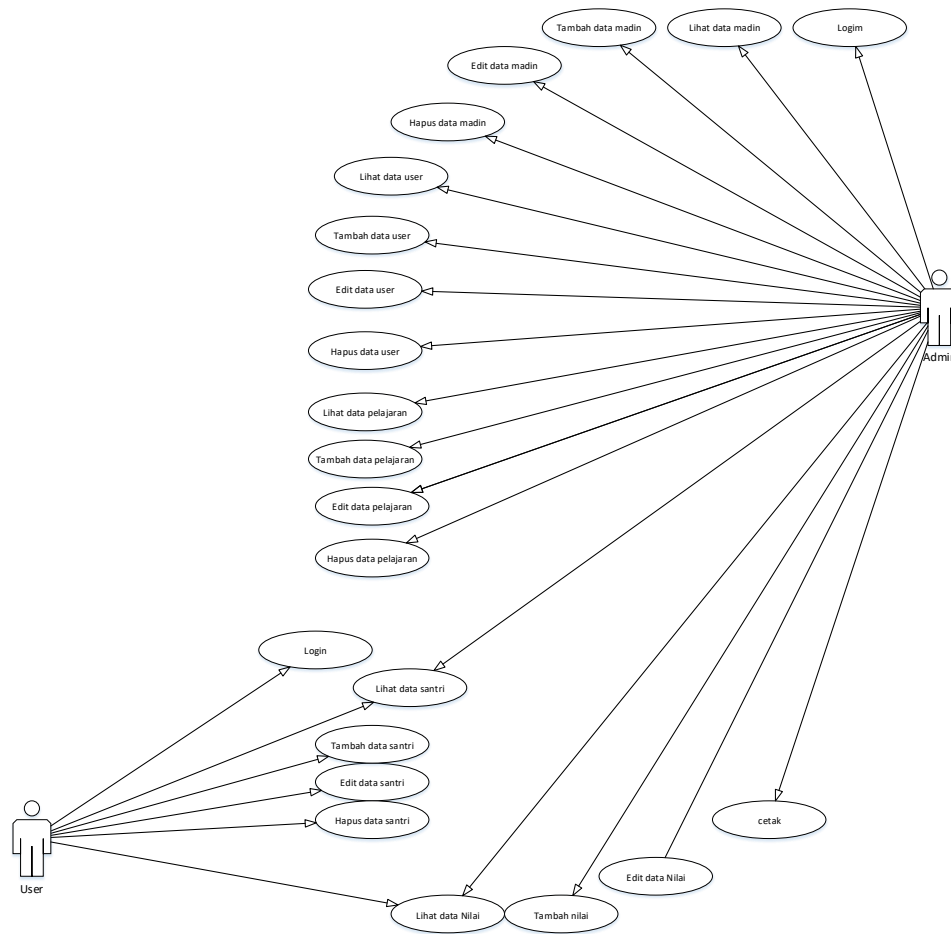 Tambah data madin
Lihat data madin
Logim
Edit data madin
Hapus data madin
Lihat data user
Tambah data user
Edit data user
Hapus data user
Admin
Lihat data pelajaran
Tambah data pelajaran
Edit data pelajaran
Hapus data pelajaran
Login
Lihat data santri
Tambah data santri
Edit data santri
Hapus data santri
cetak
User
Edit data Nilai
Lihat data Nilai
Tambah nilai